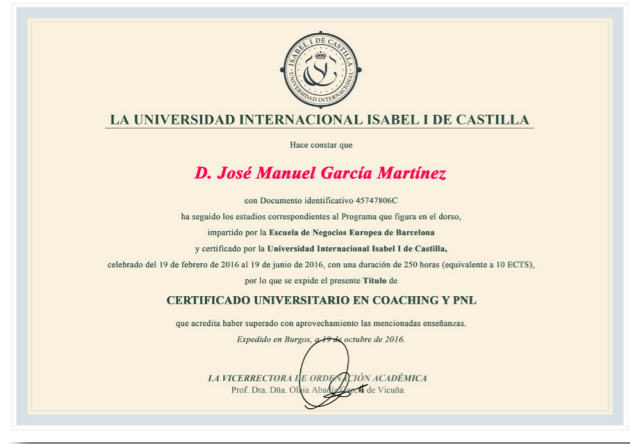 ISABEL I DE CASTILLA
UNIVERSIDAD INTERNACIONAL
LA UNIVERSIDAD INTERNACIONAL ISABEL I DE CASTILLA
Hace constar que
D. José Manuel García Martínez
con Documento identificativo 45747806C
ha seguido los estudios correspondientes al Programa que figura en el dorso,
impartido por la Escuela de Negocios Europea de Barcelona
y certificado por la Universidad Internacional Isabel I de Castilla,
celebrado del 19 de febrero de 2016 al 19 de junio de 2016, con una duración de 250 horas (equivalente a 10 ECTS),
por lo que se expide el presente Título de
CERTIFICADO UNIVERSITARIO EN COACHING Y PNL
que acredita haber superado con aprovechamiento las mencionadas enseñanzas.
Expedido en Burgos, a 19 de octubre de 2016.
LA VICERRECTORA DE ORDENACIÓN ACADÉMICA
Prof. Dra. Dña. Olaia Abadía García de Vicuña